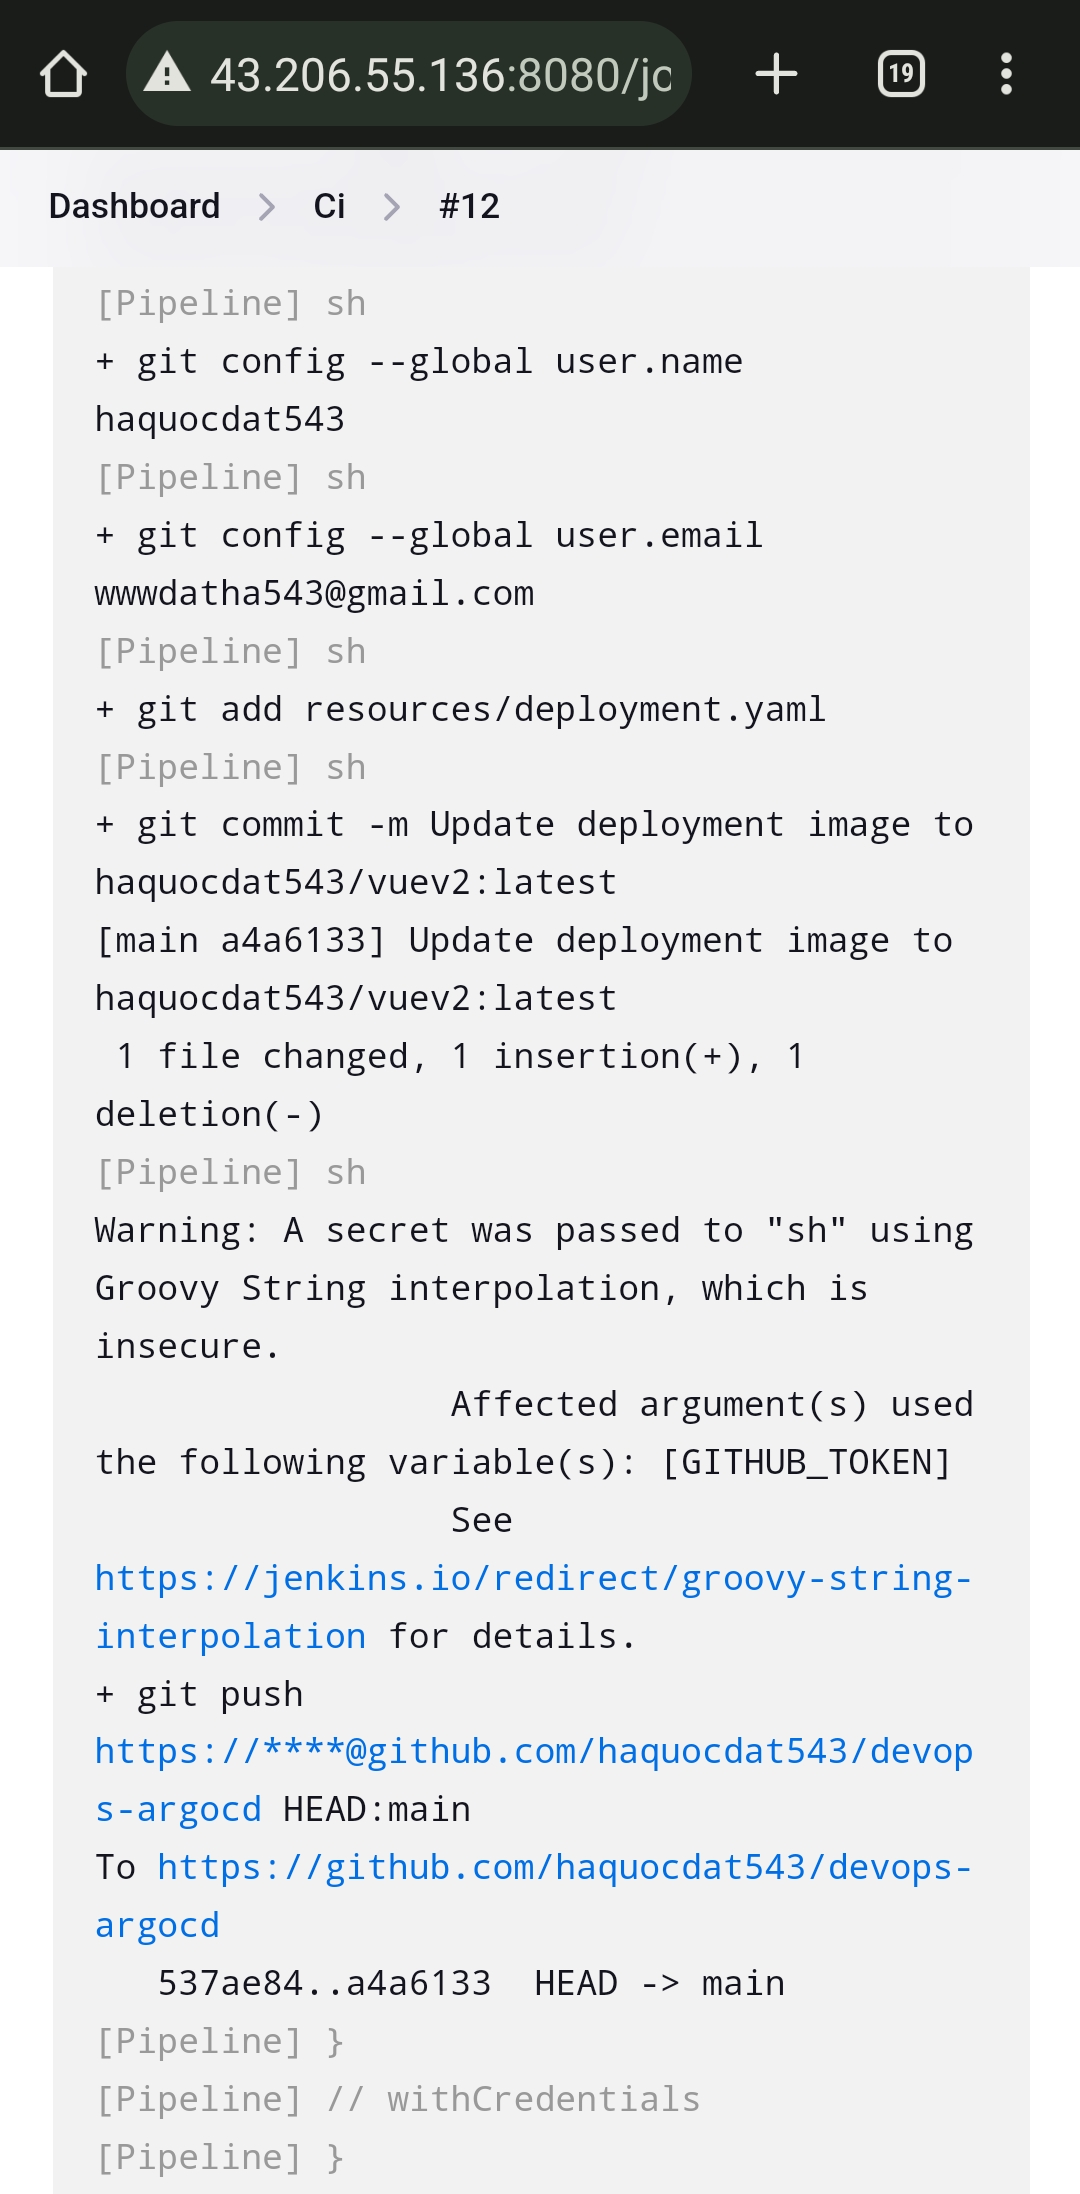 43.206.55.136:8080/jo
19
Dashboard > Ci > #12
[Pipeline] sh
+ git config --global user.name
haquocdat543
[Pipeline] sh
+ git config --global user.email
wwwdatha543@gmail.com
[Pipeline] sh
+ git add resources/deployment.yaml
[Pipeline] sh
+ git commit -m Update deployment image to
haquocdat543/vuev2:latest
[main a4a6133] Update deployment image to
haquocdat543/vuev2:latest
1 file changed, 1 insertion(+), 1
deletion(-)
[Pipeline] sh
Warning: A secret was passed to "sh" using
Groovy String interpolation, which is
insecure.
Affected argument(s) used
the following variable(s): [GITHUB_TOKEN]
See
https://jenkins.io/redirect/groovy-string-
interpolation for details.
+ git push
https://****@github.com/haquocdat543/devop
s-argocd HEAD:main
To https://github.com/haquocdat543/devops-
argocd
537ae84..a4a6133  HEAD -> main
[Pipeline] }
[Pipeline] // withCredentials
[Pipeline] }